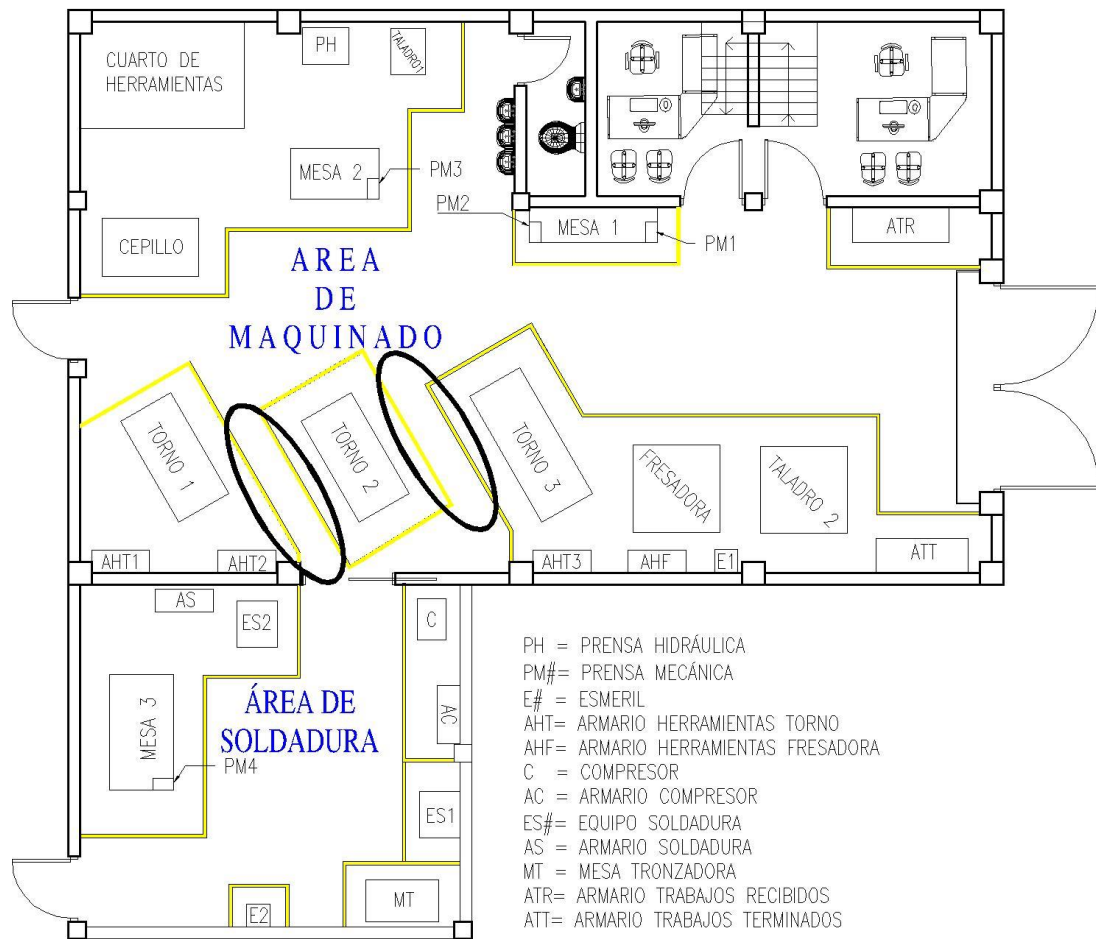 CUARTO DE
HERRAMIENTAS
PH
TALADRO1
MESA 2
PM3
CEPILLO
PM2
MESA 1
PM1
ATR
AREA
DE
MAQUINADO
TORNO 1
TORNO 2
TORNO 3
FRESADORA
TALADRO 2
AHT1
AHT2
AHT3
AHF
E1
ATT
AS
ES2
C
MESA 3
ÁREA DE
SOLDADURA
AC
PM4
ES1
MT
E2
PH = PRENSA HIDRÁULICA
PM#= PRENSA MECÁNICA
E# = ESMERIL
AHT= ARMARIO HERRAMIENTAS TORNO
AHF= ARMARIO HERRAMIENTAS FRESADORA
C = COMPRESOR
AC = ARMARIO COMPRESOR
ES#= EQUIPO SOLDADURA
AS = ARMARIO SOLDADURA
MT = MESA TRONZADORA
ATR= ARMARIO TRABAJOS RECIBIDOS
ATT= ARMARIO TRABAJOS TERMINADOS